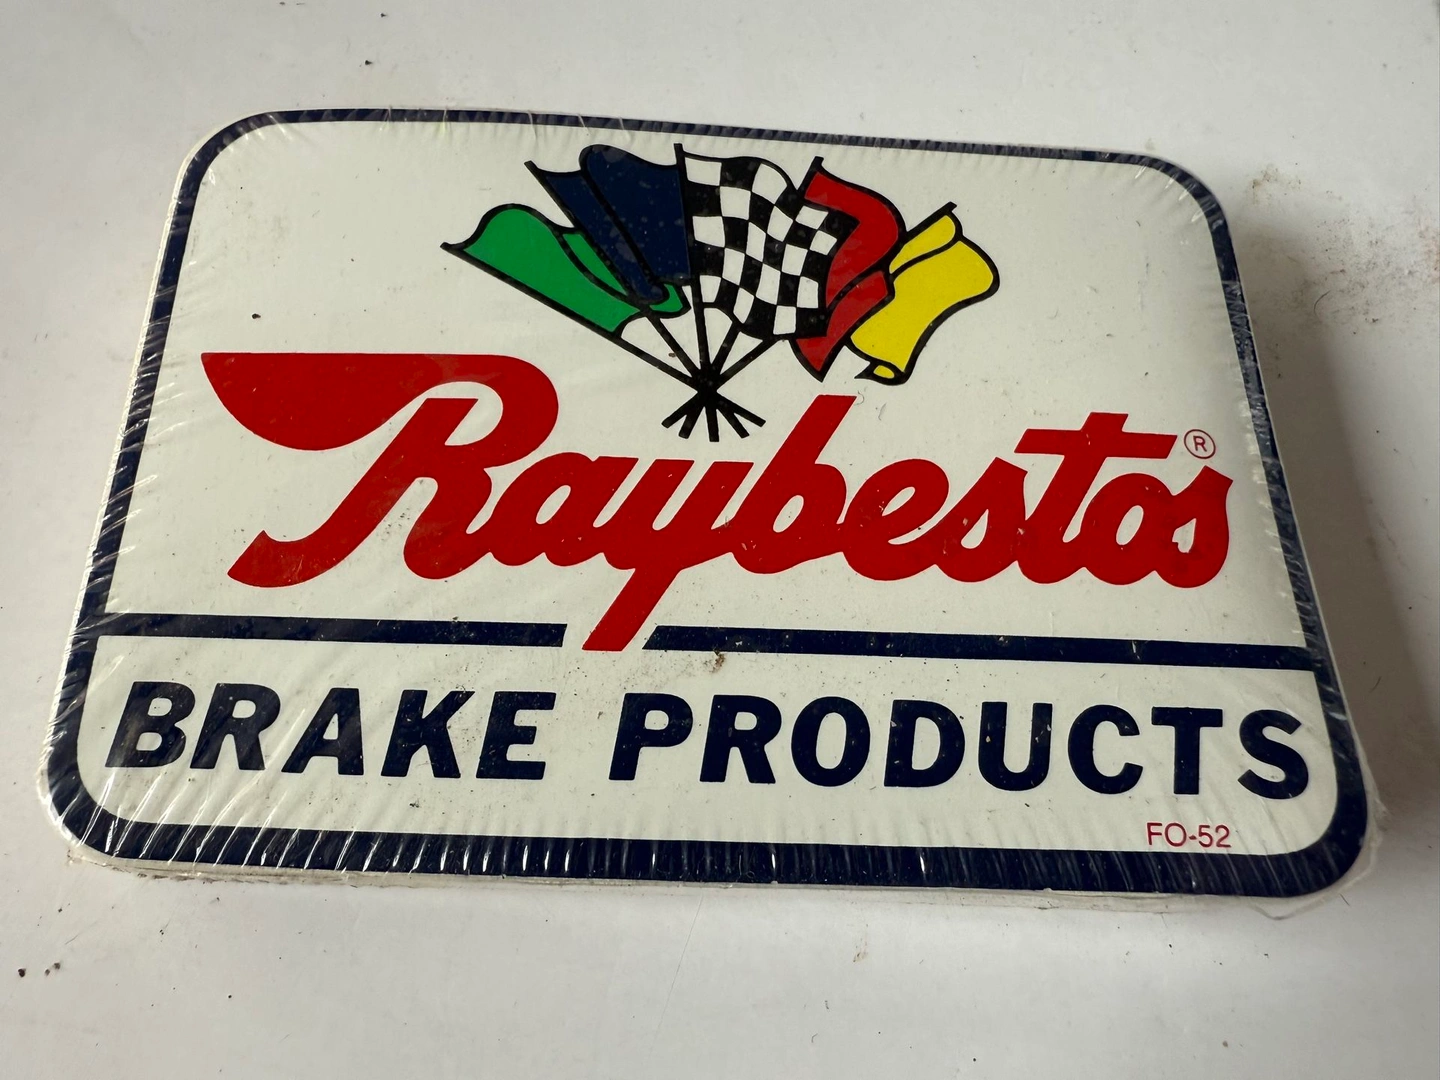 Raybestos®
BRAKE PRODUCTS
FO-52